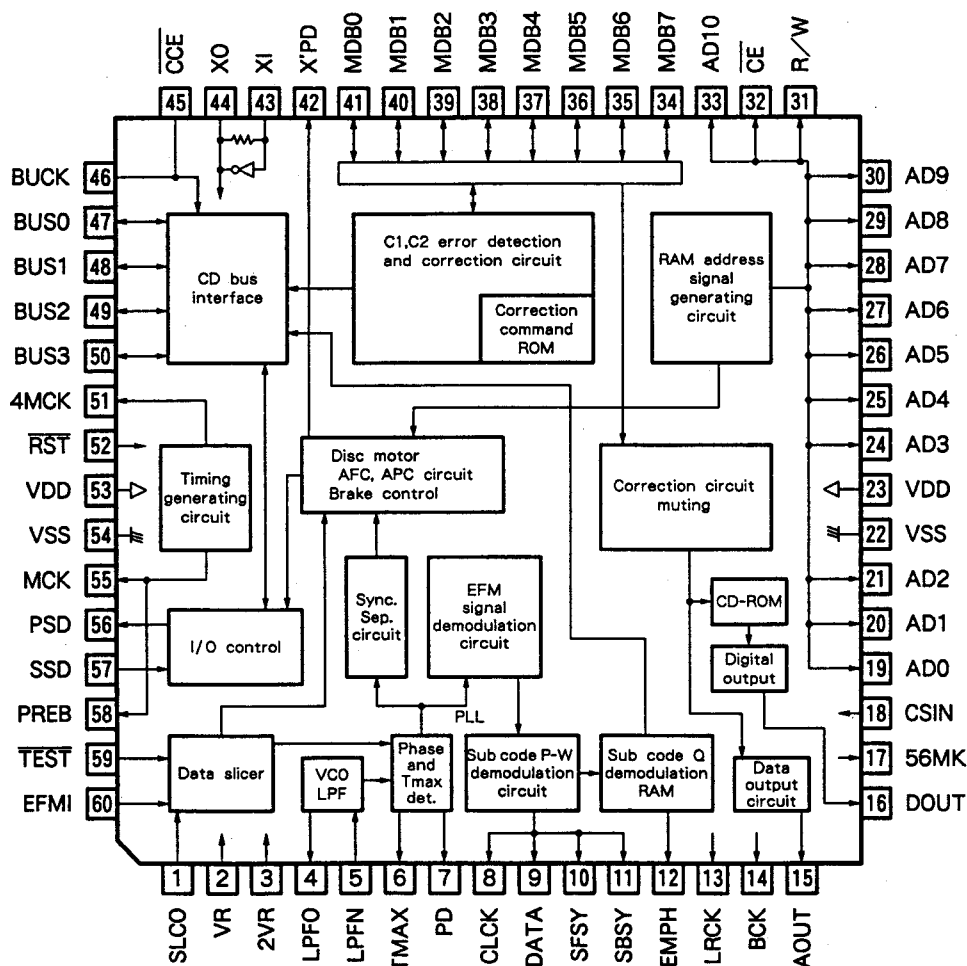 CCE
XO
XI
X'PD
MDB0
MDB1
MDB2
MDB3
MDB4
MDB5
MDB6
MDB7
AD10
CE
R/W
45
44
43
42
41
40
39
38
37
36
35
34
33
32
31
BUCK 46
BUS0 47
BUS1 48
BUS2 49
BUS3 50
4MCK 51
RST 52
VDD 53
VSS 54
MCK 55
PSD 56
SSD 57
PREB 58
TEST 59
EFMI 60
30 AD9
29 AD8
28 AD7
27 AD6
26 AD5
25 AD4
24 AD3
23 VDD
22 VSS
21 AD2
20 AD1
19 AD0
18 CSIN
17 56MK
16 DOUT
CD bus
interface
C1,C2 error detection
and correction circuit
Correction
command
ROM
RAM address
signal
generating
circuit
Timing
generating
circuit
Disc motor
AFC, APC circuit
Brake control
Correction circuit
muting
I/O control
Sync.
Sep.
circuit
EFM
signal
demodulation
circuit
CD-ROM
Digital
output
PLL
Data slicer
VCO
LPF
Phase
and
Tmax
det.
Sub code P-W
demodulation
circuit
Sub code Q
demodulation
RAM
Data
output
circuit
1
2
3
4
5
6
7
8
9
10
11
12
13
14
15
SLCO
VR
2VR
LPFO
LPFN
TMAX
PD
CLCK
DATA
SFSY
SBSY
EMPH
LRCK
BCK
AOUT